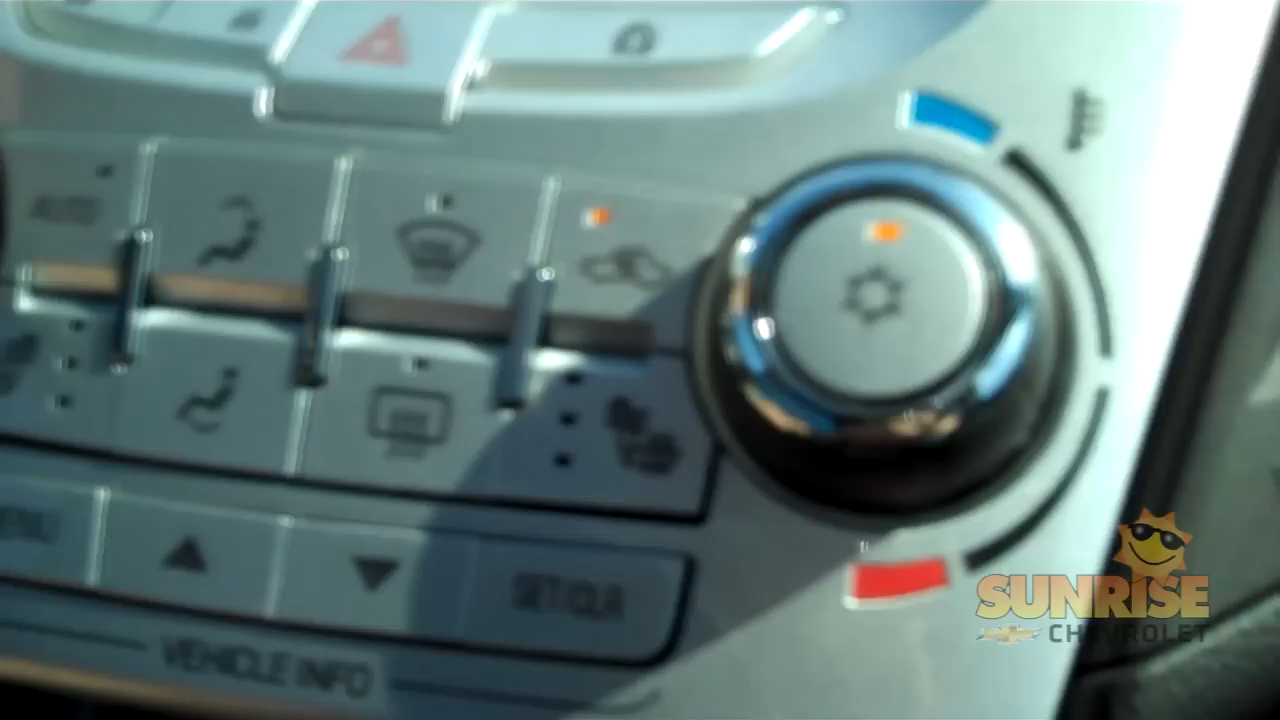 AUTO
MENU
SET/CLR
VEHICLE INFO
SUNRISE
CHEVROLET